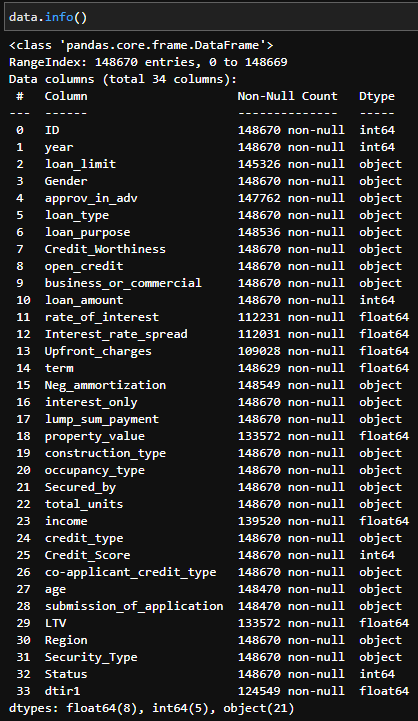 data.info()
<class 'pandas.core.frame.DataFrame'>
RangeIndex: 148670 entries, 0 to 148669
Data columns (total 34 columns):
 #   Column                     Non-Null Count   Dtype
---  ------                     --------------   -----
 0   ID                         148670 non-null  int64
 1   year                       148670 non-null  int64
 2   loan_limit                 145326 non-null  object
 3   Gender                     148670 non-null  object
 4   approv_in_adv              147762 non-null  object
 5   loan_type                  148670 non-null  object
 6   loan_purpose               148536 non-null  object
 7   Credit_Worthiness          148670 non-null  object
 8   open_credit                148670 non-null  object
 9   business_or_commercial     148670 non-null  object
 10  loan_amount                148670 non-null  int64
 11  rate_of_interest           112231 non-null  float64
 12  Interest_rate_spread       112031 non-null  float64
 13  Upfront_charges            109028 non-null  float64
 14  term                       148629 non-null  float64
 15  Neg_ammortization          148549 non-null  object
 16  interest_only              148670 non-null  object
 17  lump_sum_payment           148670 non-null  object
 18  property_value             133572 non-null  float64
 19  construction_type          148670 non-null  object
 20  occupancy_type             148670 non-null  object
 21  Secured_by                 148670 non-null  object
 22  total_units                148670 non-null  object
 23  income                     139520 non-null  float64
 24  credit_type                148670 non-null  object
 25  Credit_Score               148670 non-null  int64
 26  co-applicant_credit_type   148670 non-null  object
 27  age                        148470 non-null  object
 28  submission_of_application  148470 non-null  object
 29  LTV                        133572 non-null  float64
 30  Region                     148670 non-null  object
 31  Security_Type              148670 non-null  object
 32  Status                     148670 non-null  int64
 33  dtir1                      124549 non-null  float64
dtypes: float64(8), int64(5), object(21)